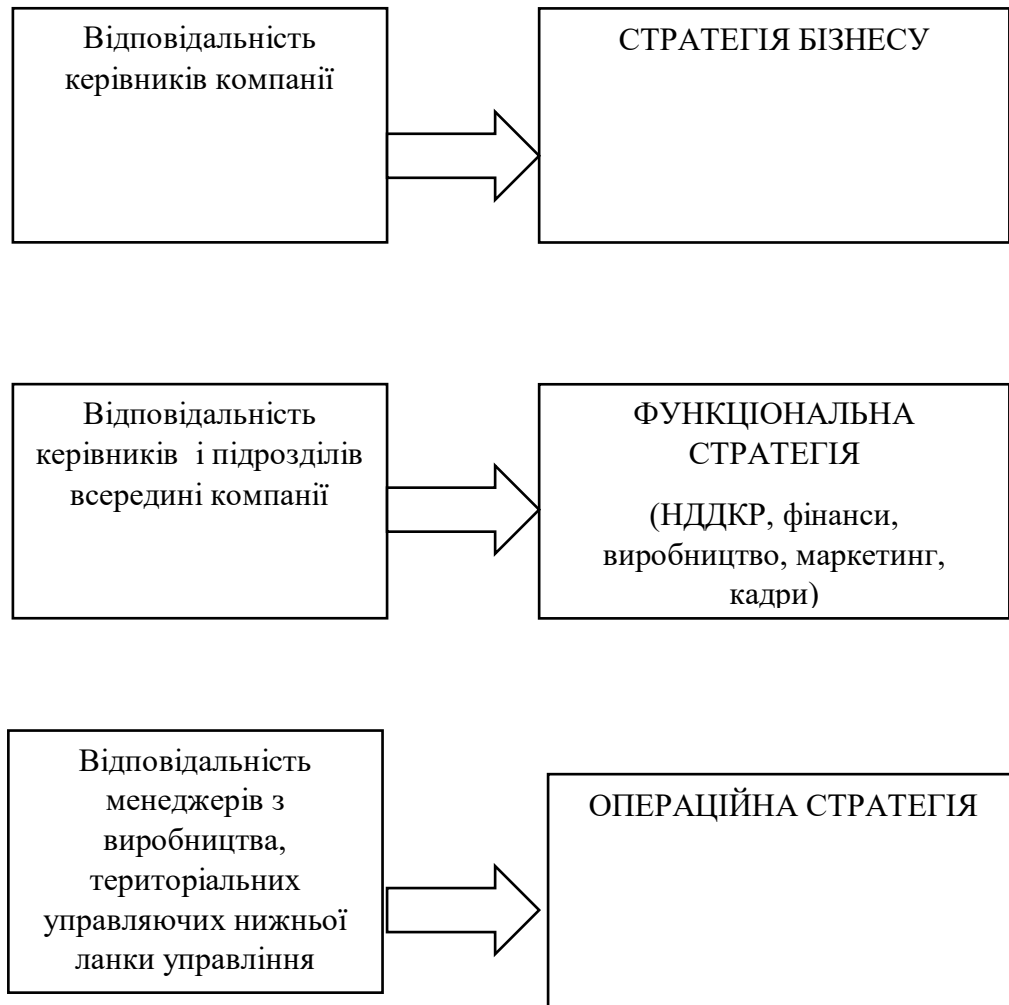 Відповідальність
керівників компанії
СТРАТЕГІЯ БІЗНЕСУ
Відповідальність
керівників і підрозділів
всередині компанії
ФУНКЦІОНАЛЬНА
СТРАТЕГІЯ
(НДДКР, фінанси,
виробництво, маркетинг,
кадри)
Відповідальність
менеджерів з
виробництва,
територіальних
управляючих нижньої
ланки управління
ОПЕРАЦІЙНА СТРАТЕГІЯ